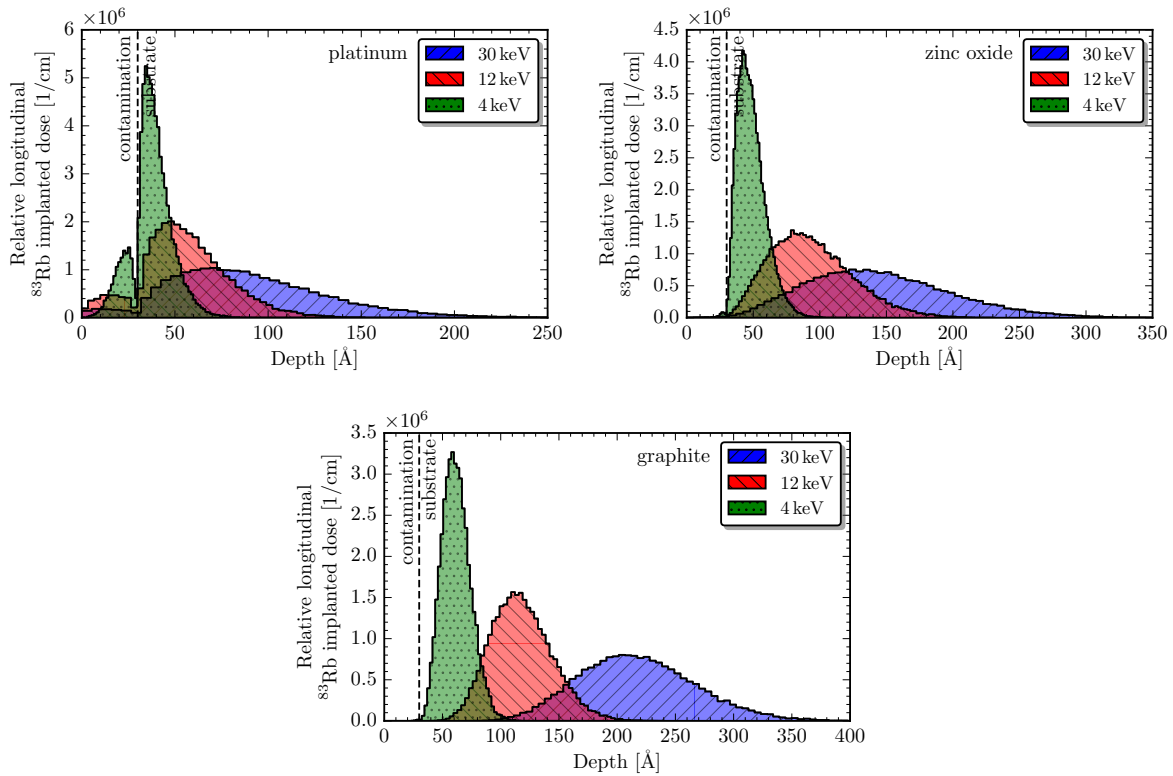 ×10⁶
platinum
30 keV
12 keV
4 keV
contamination
substrate
Relative longitudinal
⁸³Rb implanted dose [1/cm]
6
5
4
3
2
1
0
0 50 100 150 200 250
Depth [Å]
×10⁶
zinc oxide
30 keV
12 keV
4 keV
contamination
substrate
Relative longitudinal
⁸³Rb implanted dose [1/cm]
4.5
4.0
3.5
3.0
2.5
2.0
1.5
1.0
0.5
0.0
0 50 100 150 200 250 300 350
Depth [Å]
×10⁶
graphite
30 keV
12 keV
4 keV
contamination
substrate
Relative longitudinal
⁸³Rb implanted dose [1/cm]
3.5
3.0
2.5
2.0
1.5
1.0
0.5
0.0
0 50 100 150 200 250 300 350 400
Depth [Å]